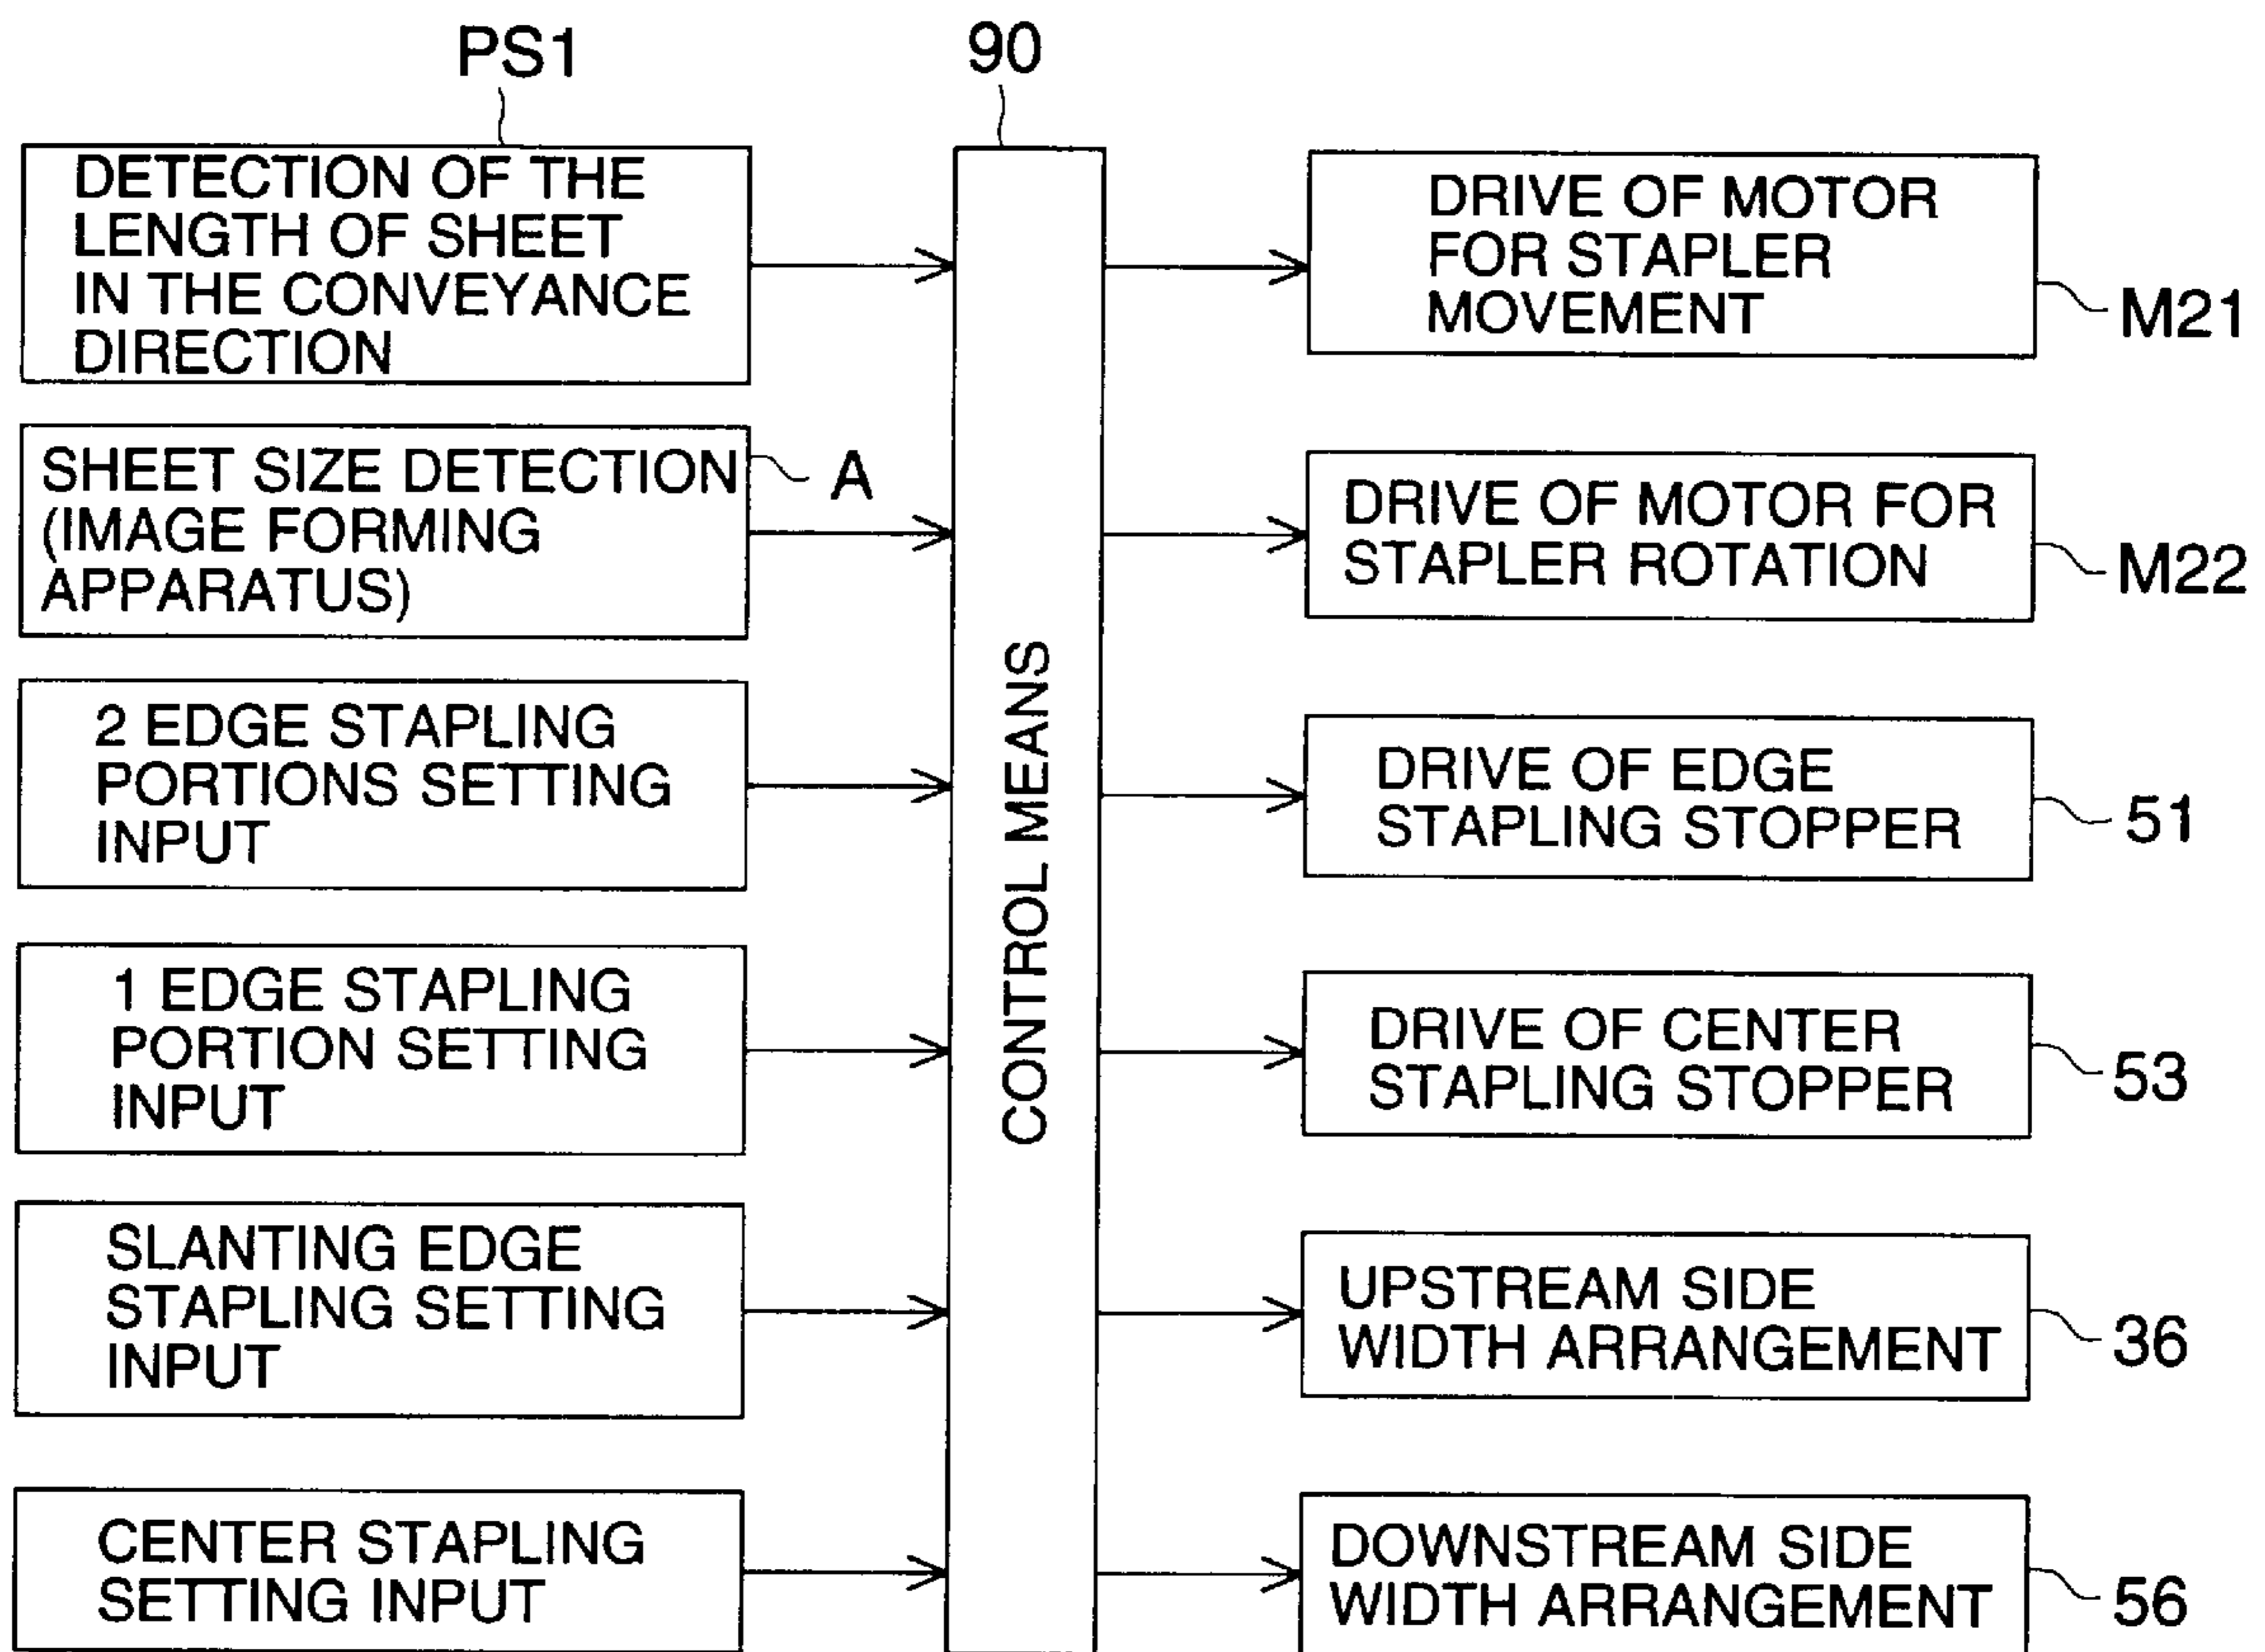 PS1
90
DETECTION OF THE
LENGTH OF SHEET
IN THE CONVEYANCE
DIRECTION
SHEET SIZE DETECTION
(IMAGE FORMING
APPARATUS)
A
2 EDGE STAPLING
PORTIONS SETTING
INPUT
1 EDGE STAPLING
PORTION SETTING
INPUT
SLANTING EDGE
STAPLING SETTING
INPUT
CENTER STAPLING
SETTING INPUT
CONTROL MEANS
DRIVE OF MOTOR
FOR STAPLER
MOVEMENT
M21
DRIVE OF MOTOR FOR
STAPLER ROTATION
M22
DRIVE OF EDGE
STAPLING STOPPER
51
DRIVE OF CENTER
STAPLING STOPPER
53
UPSTREAM SIDE
WIDTH ARRANGEMENT
36
DOWNSTREAM SIDE
WIDTH ARRANGEMENT
56